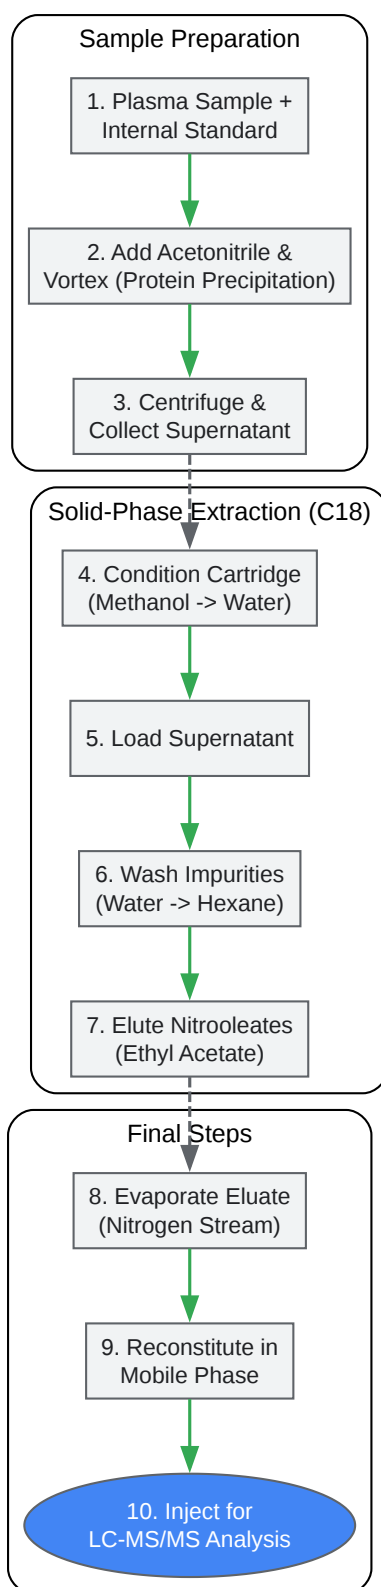 Sample Preparation
1. Plasma Sample +
Internal Standard
2. Add Acetonitrile &
Vortex (Protein Precipitation)
3. Centrifuge &
Collect Supernatant
Solid-Phase Extraction (C18)
4. Condition Cartridge
(Methanol -> Water)
5. Load Supernatant
6. Wash Impurities
(Water -> Hexane)
7. Elute Nitrooleates
(Ethyl Acetate)
Final Steps
8. Evaporate Eluate
(Nitrogen Stream)
9. Reconstitute in
Mobile Phase
10. Inject for
LC-MS/MS Analysis